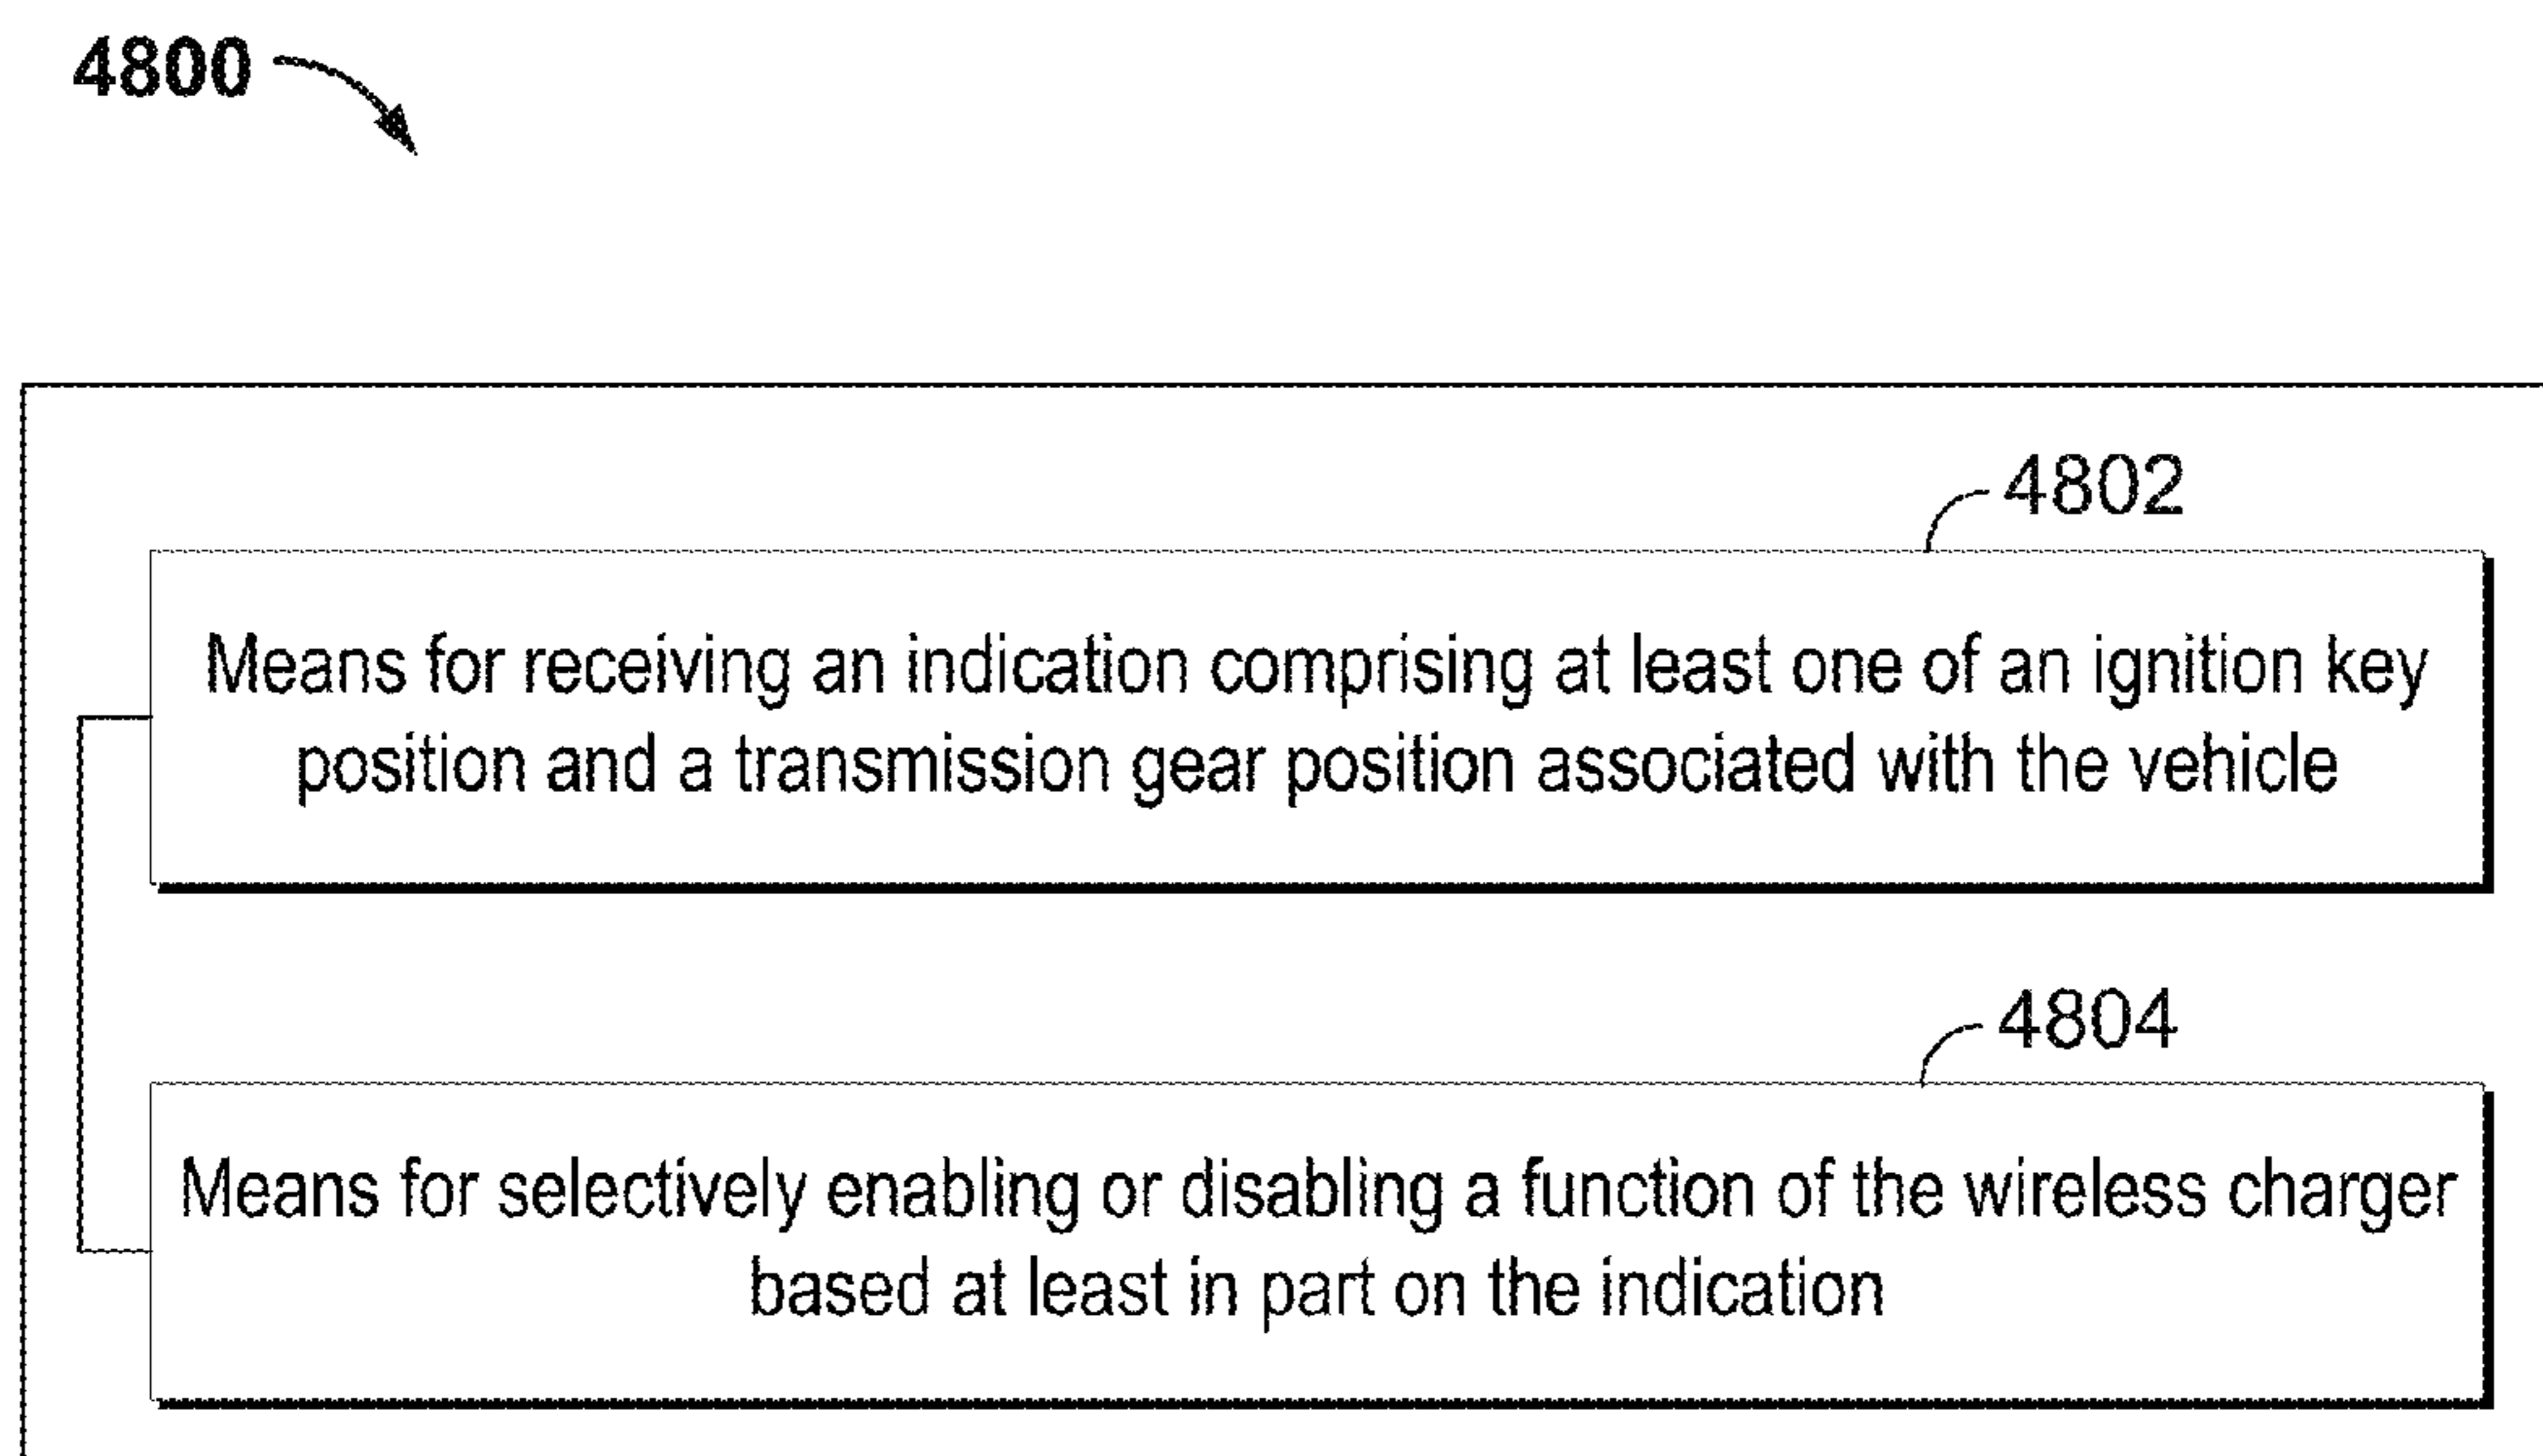 4800
4802
Means for receiving an indication comprising at least one of an ignition key
position and a transmission gear position associated with the vehicle
4804
Means for selectively enabling or disabling a function of the wireless charger
based at least in part on the indication